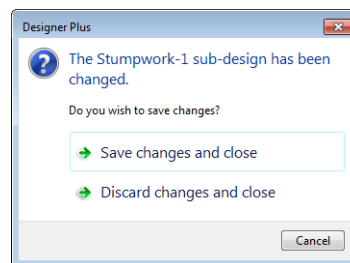 Designer Plus
The Stumpwork-1 sub-design has been
changed.
Do you wish to save changes?
Save changes and close
Discard changes and close
Cancel